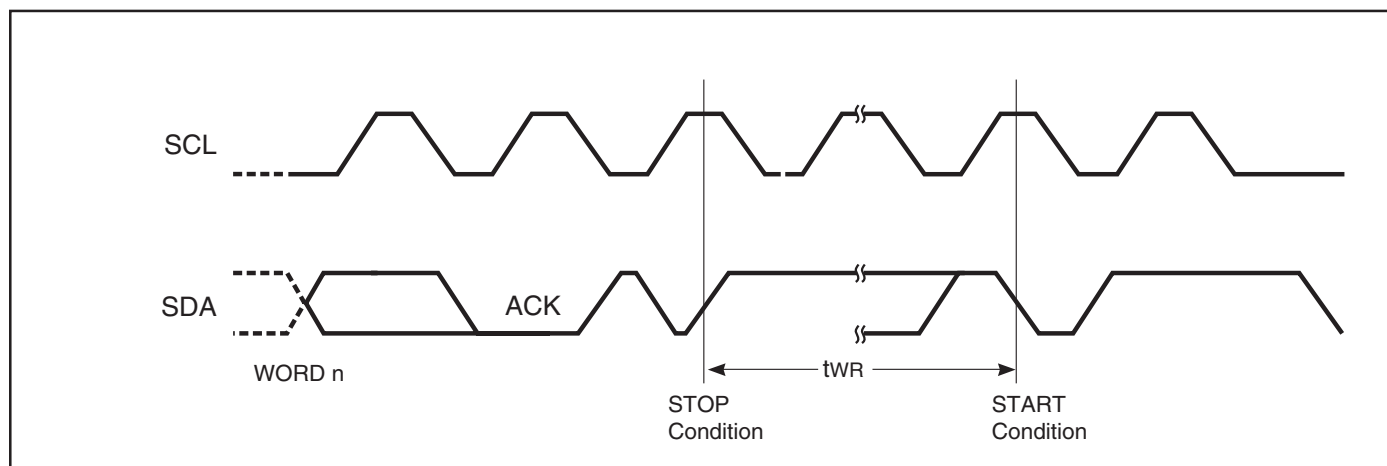 SCL
SDA
ACK
WORD n
tWR
STOP
Condition
START
Condition